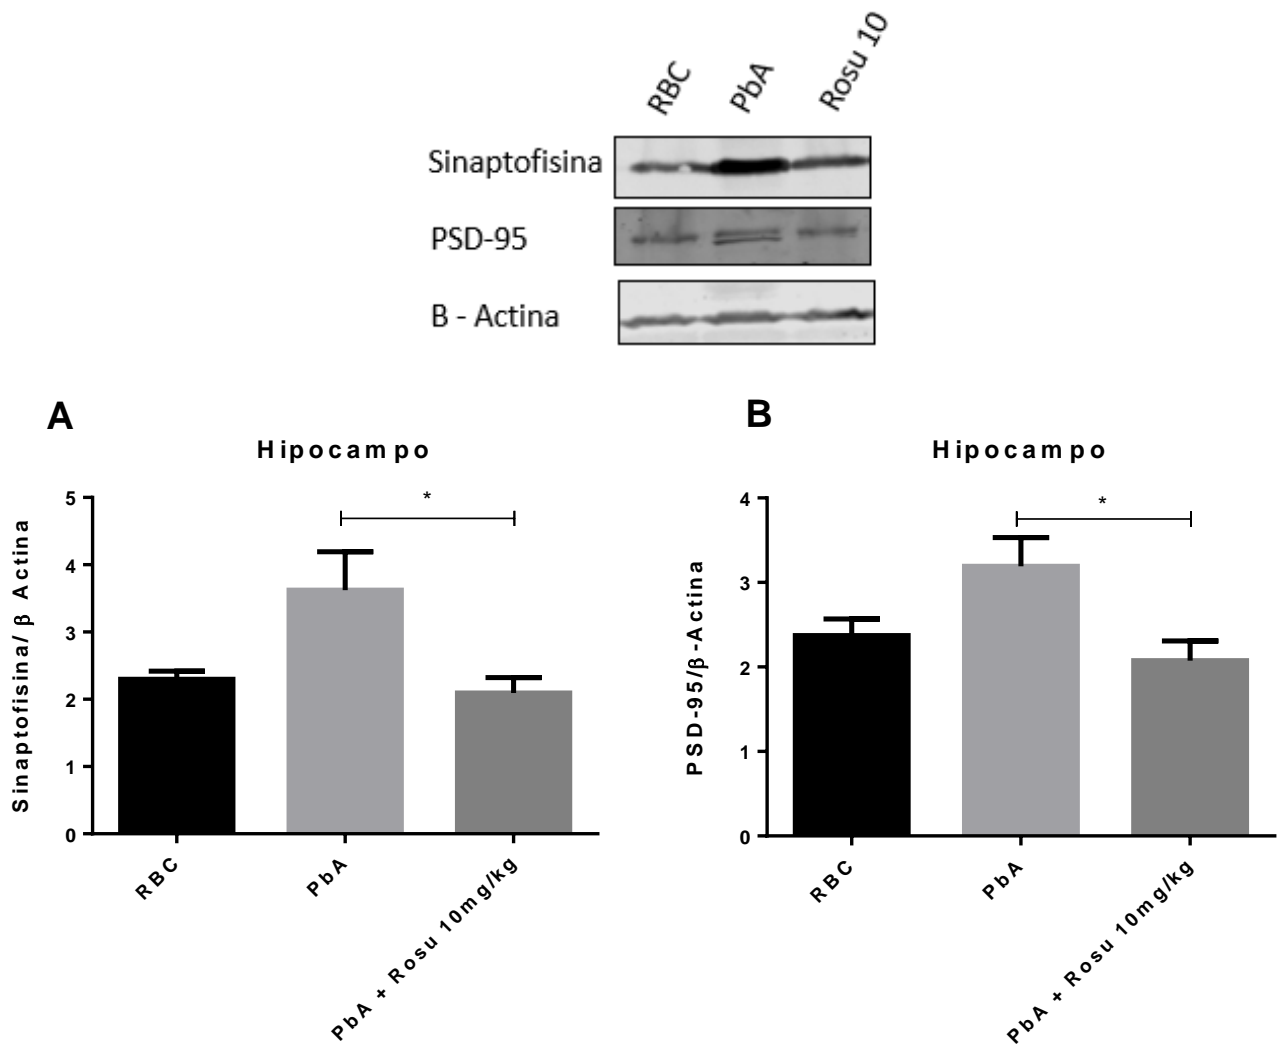 RBC
PbA
Rosu 10
Sinaptofisina
PSD-95
B - Actina
A
Hipocampo
*
Sinaptofisina/ β Actina
5
4
3
2
1
0
RBC
PbA
PbA + Rosu 10mg/kg
B
Hipocampo
*
PSD-95/β-Actina
4
3
2
1
0
RBC
PbA
PbA + Rosu 10mg/kg